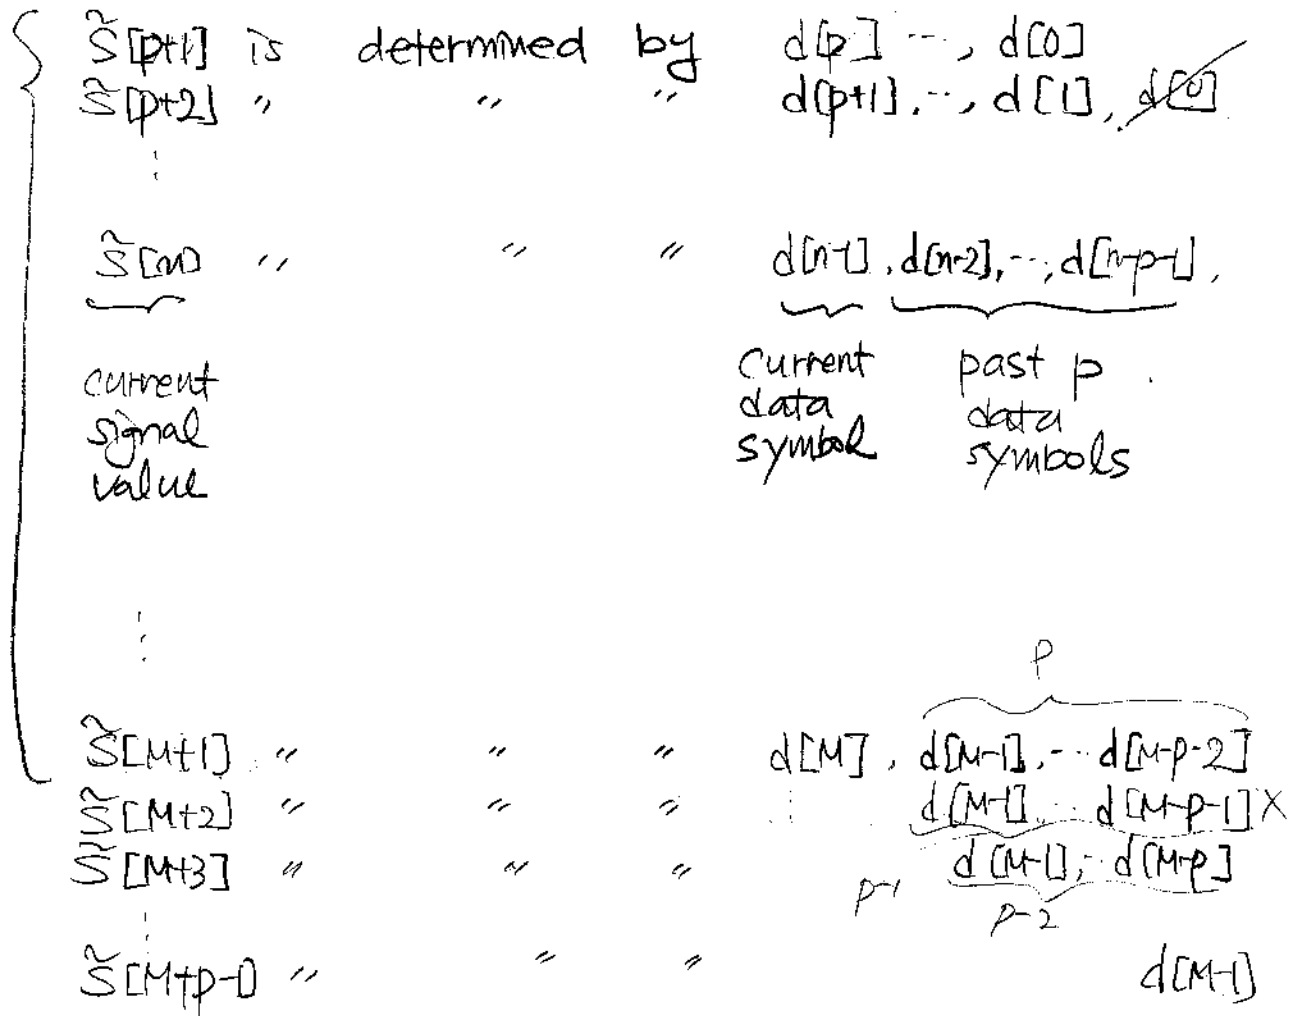 s̃[p+1] is determined by d[p] ..., d[0]
s̃[p+2] " " " d[p+1], ..., d[1], d[0]
⋮
s̃[n] " " " d[n-1], d[n-2], ..., d[n-p-1],
current signal value
current data symbol
past p data symbols
⋮
p
s̃[M+1] " " " d[M], d[M-1], ... d[M-p-2]
s̃[M+2] " " " ⋮ d[M-1] ... d[M-p-1] ×
s̃[M+3] " " " d[M-1], ... d[M-p]
p-1
p-2
⋮
s̃[M+p-1] " " " d[M-1]